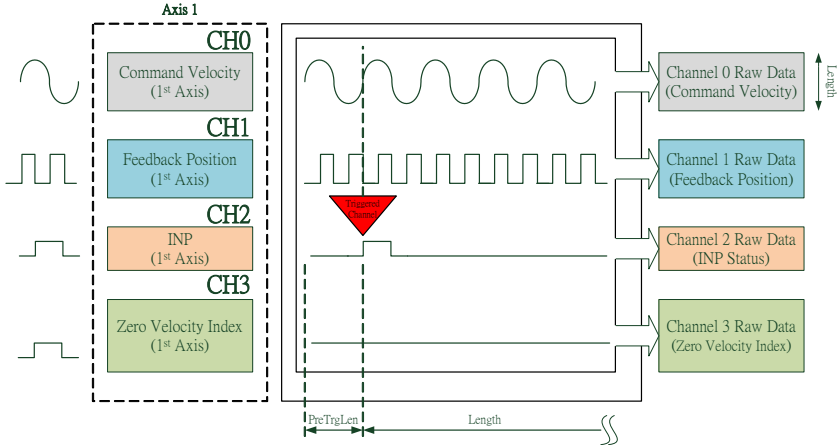 Axis 1
CH0
Command Velocity
(1st Axis)
CH1
Feedback Position
(1st Axis)
CH2
INP
(1st Axis)
CH3
Zero Velocity Index
(1st Axis)
Triggered
Channel
PreTrgLen
Length
Channel 0 Raw Data
(Command Velocity)
Length
Channel 1 Raw Data
(Feedback Position)
Channel 2 Raw Data
(INP Status)
Channel 3 Raw Data
(Zero Velocity Index)